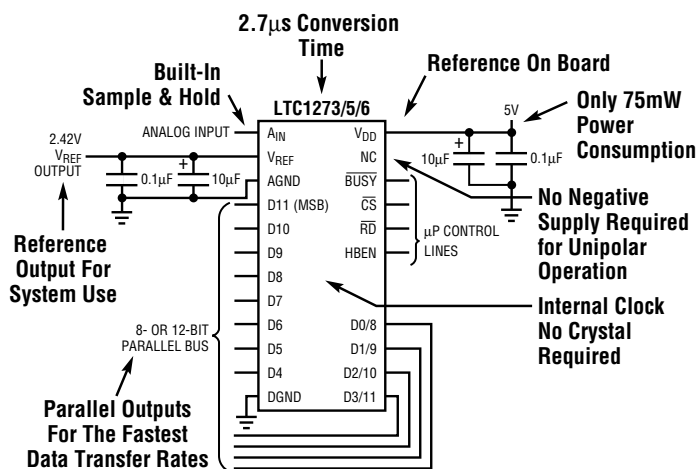 2.7μs Conversion
Time
Built-In
Sample & Hold
Reference On Board
LTC1273/5/6
5V
Only 75mW
Power
Consumption
ANALOG INPUT
AIN
VDD
2.42V
VREF
OUTPUT
VREF
NC
0.1μF
10μF
+
10μF
+
0.1μF
AGND
BUSY
D11 (MSB)
CS
D10
RD
D9
HBEN
μP CONTROL
LINES
No Negative
Supply Required
for Unipolar
Operation
Reference
Output For
System Use
D8
D7
Internal Clock
No Crystal
Required
8- OR 12-BIT
PARALLEL BUS
D6
D0/8
D5
D1/9
D4
D2/10
DGND
D3/11
Parallel Outputs
For The Fastest
Data Transfer Rates